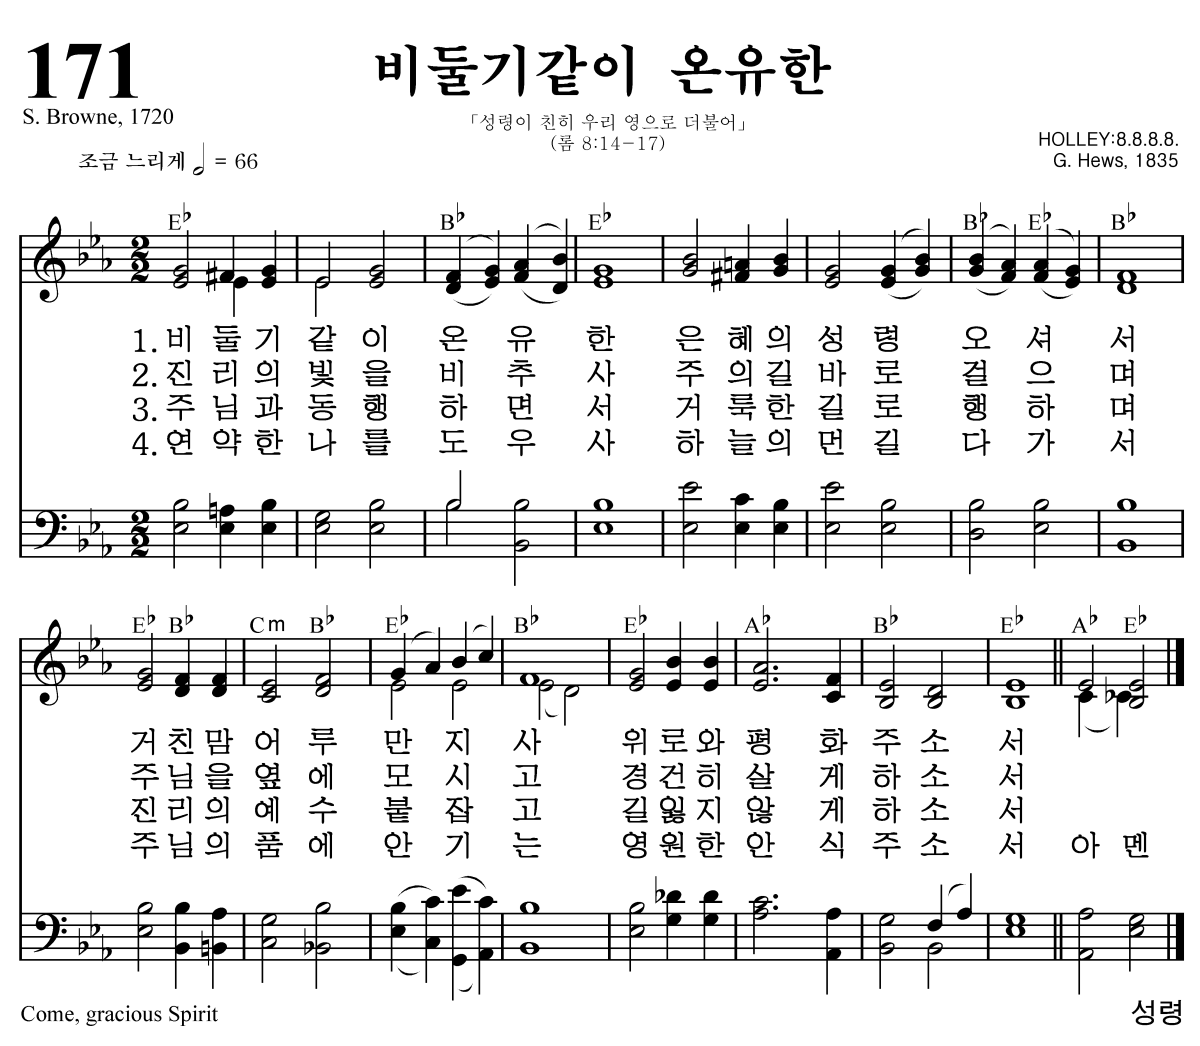 171
비둘기같이 온유한
S. Browne, 1720
「성령이 친히 우리 영으로 더불어」
(롬 8:14-17)
HOLLEY:8.8.8.8.
조금 느리게 = 66
G. Hews, 1835
E♭ B♭ E♭ B♭ E♭ B♭
1. 비 둘 기 같 이 온 유 한 은 혜 의 성 령 오 셔 서
2. 진 리 의 빛 을 비 추 사 주 의 길 바 로 걸 으 며
3. 주 님 과 동 행 하 면 서 거 룩 한 길 로 행 하 며
4. 연 약 한 나 를 도 우 사 하 늘 의 먼 길 다 가 서
E♭ B♭ Cm B♭ E♭ B♭ E♭ A♭ B♭ E♭ A♭ E♭
거 친 맘 어 루 만 지 사 위 로 와 평 화 주 소 서
주 님 을 옆 에 모 시 고 경 건 히 살 게 하 소 서
진 리 의 예 수 붙 잡 고 길 잃 지 않 게 하 소 서
주 님 의 품 에 안 기 는 영 원 한 안 식 주 소 서 아 멘
Come, gracious Spirit
성령